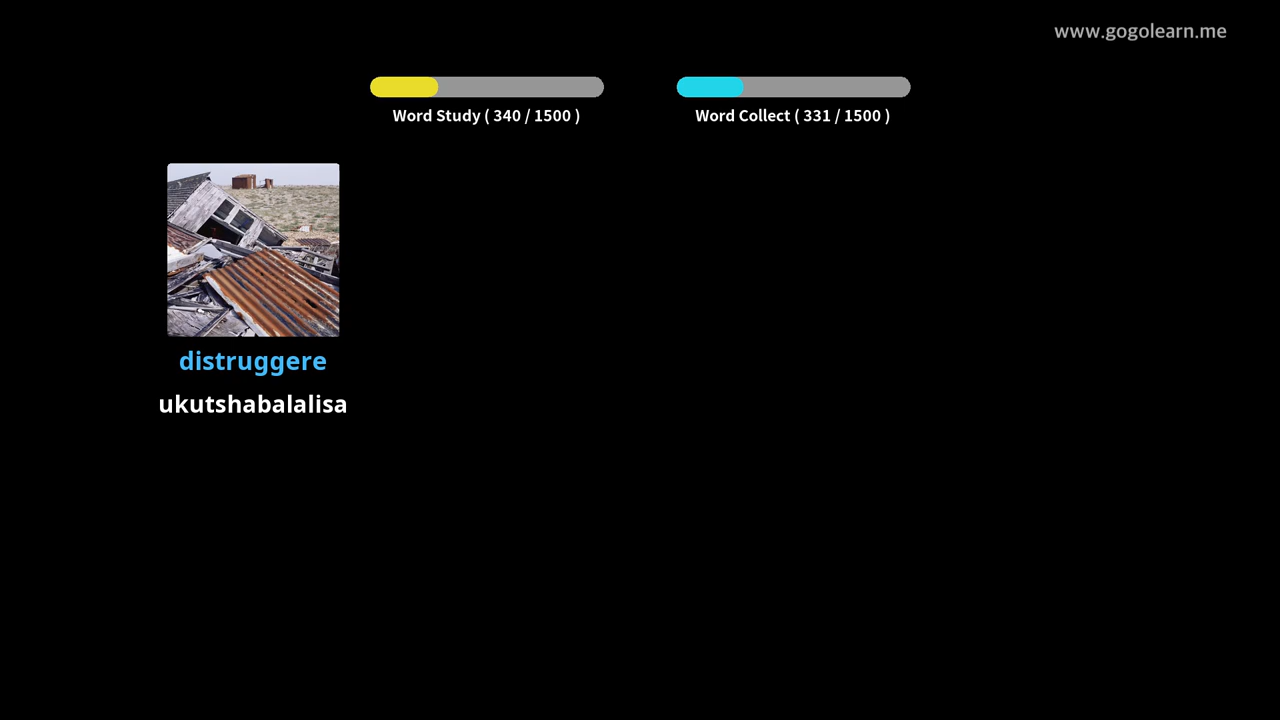 www.gogolearn.me
Word Study ( 340 / 1500 )
Word Collect ( 331 / 1500 )
distruggere
ukutshabalalisa